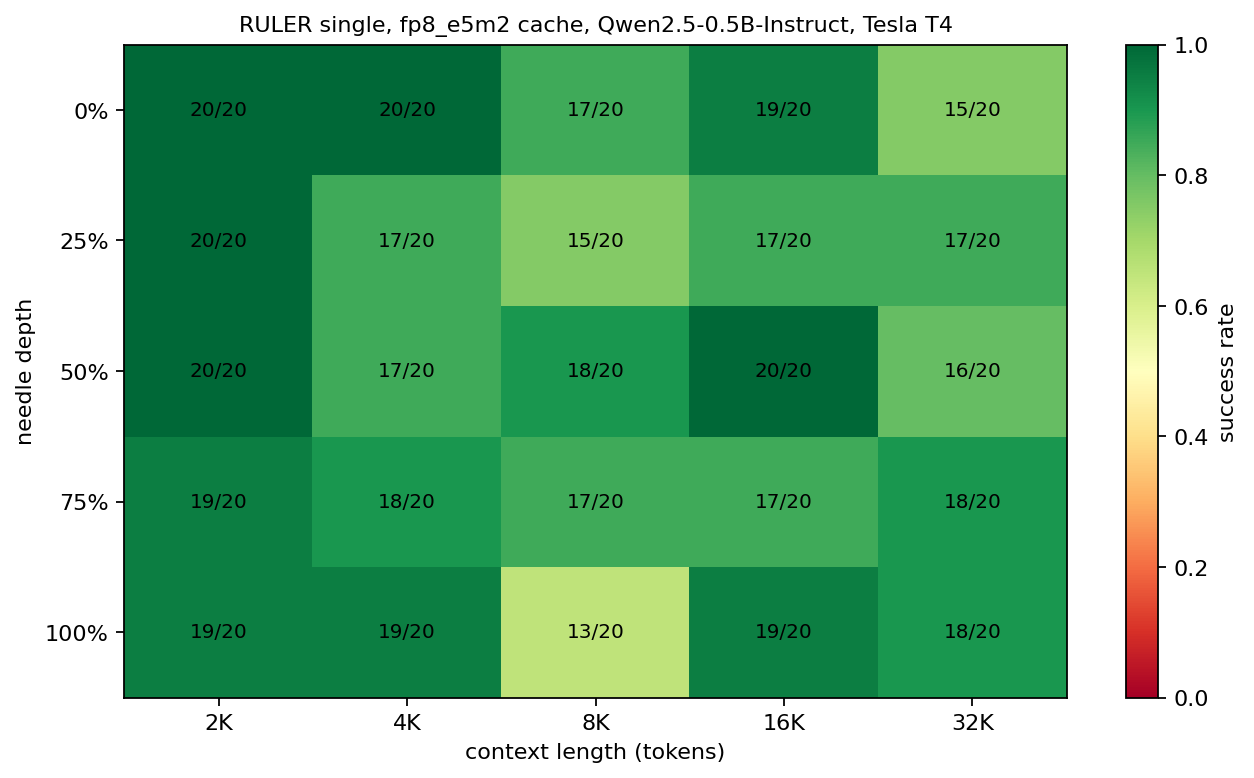 RULER single, fp8_e5m2 cache, Qwen2.5-0.5B-Instruct, Tesla T4
needle depth
0% 20/20 20/20 17/20 19/20 15/20
25% 20/20 17/20 15/20 17/20 17/20
50% 20/20 17/20 18/20 20/20 16/20
75% 19/20 18/20 17/20 17/20 18/20
100% 19/20 19/20 13/20 19/20 18/20
2K 4K 8K 16K 32K
context length (tokens)
1.0
0.8
0.6
0.4
0.2
0.0
success rate